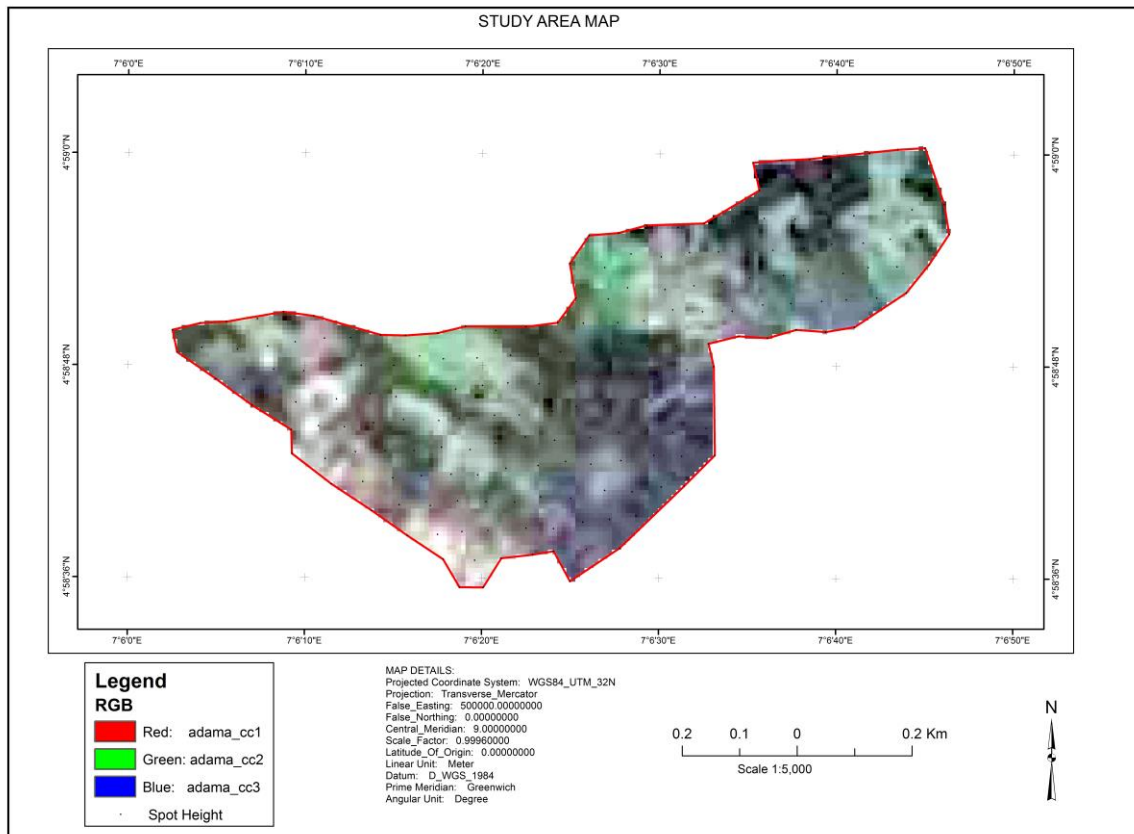 STUDY AREA MAP
7°6'0"E 7°6'10"E 7°6'20"E 7°6'30"E 7°6'40"E 7°6'50"E
4°59'0"N 4°59'0"N
4°58'48"N 4°58'48"N
4°58'36"N 4°58'36"N
7°6'0"E 7°6'10"E 7°6'20"E 7°6'30"E 7°6'40"E 7°6'50"E
Legend
RGB
Red: adama_cc1
Green: adama_cc2
Blue: adama_cc3
Spot Height
MAP DETAILS:
Projected Coordinate System: WGS84_UTM_32N
Projection: Transverse_Mercator
False_Easting: 500000.00000000
False_Northing: 0.00000000
Central_Meridian: 9.00000000
Scale_Factor: 0.99960000
Latitude_Of_Origin: 0.00000000
Linear Unit: Meter
Datum: D_WGS_1984
Prime Meridian: Greenwich
Angular Unit: Degree
0.2 0.1 0 0.2 Km
Scale 1:5,000
N